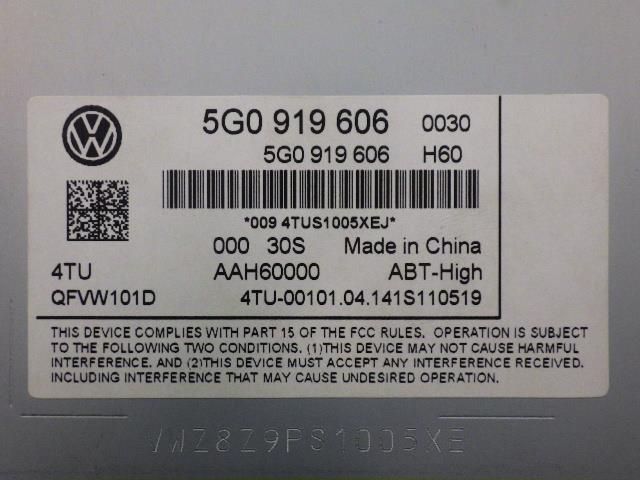 VW
5G0 919 606 0030
5G0 919 606 H60
*009 4TUS1005XEJ*
000 30S Made in China
4TU AAH60000 ABT-High
QFVW101D 4TU-00101.04.141S110519
THIS DEVICE COMPLIES WITH PART 15 OF THE FCC RULES. OPERATION IS SUBJECT
TO THE FOLLOWING TWO CONDITIONS. (1)THIS DEVICE MAY NOT CAUSE HARMFUL
INTERFERENCE. AND (2)THIS DEVICE MUST ACCEPT ANY INTERFERENCE RECEIVED.
INCLUDING INTERFERENCE THAT MAY CAUSE UNDESIRED OPERATION.
VWZ8Z9PS1005XE